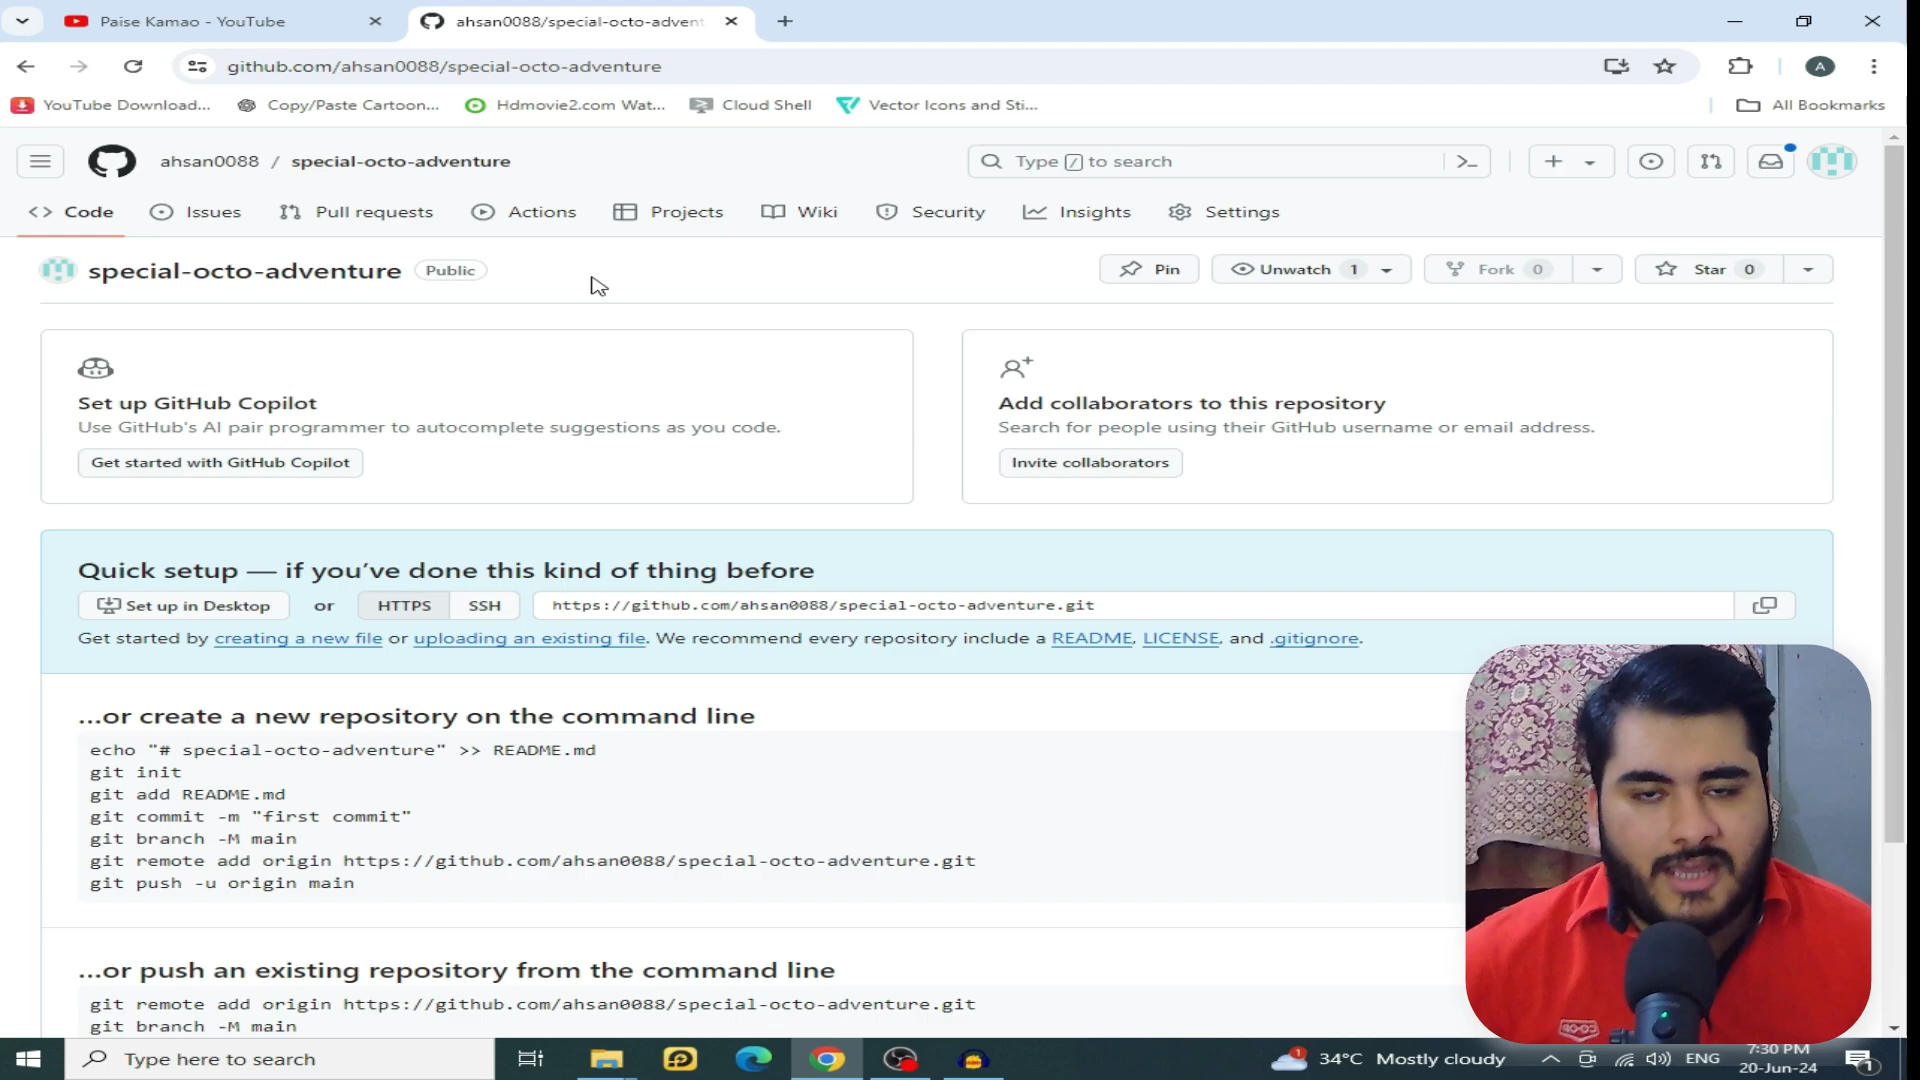 Paise Kamao - YouTube
ahsan0088/special-octo-advent
github.com/ahsan0088/special-octo-adventure
A
YouTube Download...
Copy/Paste Cartoon...
Hdmovie2.com Wat...
Cloud Shell
Vector Icons and Sti...
All Bookmarks
ahsan0088 / special-octo-adventure
Type / to search
Code
Issues
Pull requests
Actions
Projects
Wiki
Security
Insights
Settings
special-octo-adventure
Public
Pin
Unwatch 1
Fork 0
Star 0
Set up GitHub Copilot
Use GitHub's AI pair programmer to autocomplete suggestions as you code.
Get started with GitHub Copilot
Add collaborators to this repository
Search for people using their GitHub username or email address.
Invite collaborators
Quick setup — if you've done this kind of thing before
Set up in Desktop or HTTPS SSH https://github.com/ahsan0088/special-octo-adventure.git
Get started by creating a new file or uploading an existing file. We recommend every repository include a README, LICENSE, and .gitignore.
...or create a new repository on the command line
echo "# special-octo-adventure" >> README.md
git init
git add README.md
git commit -m "first commit"
git branch -M main
git remote add origin https://github.com/ahsan0088/special-octo-adventure.git
git push -u origin main
...or push an existing repository from the command line
git remote add origin https://github.com/ahsan0088/special-octo-adventure.git
git branch -M main
Type here to search
1
34°C Mostly cloudy
ENG
7:30 PM
20-Jun-24
1